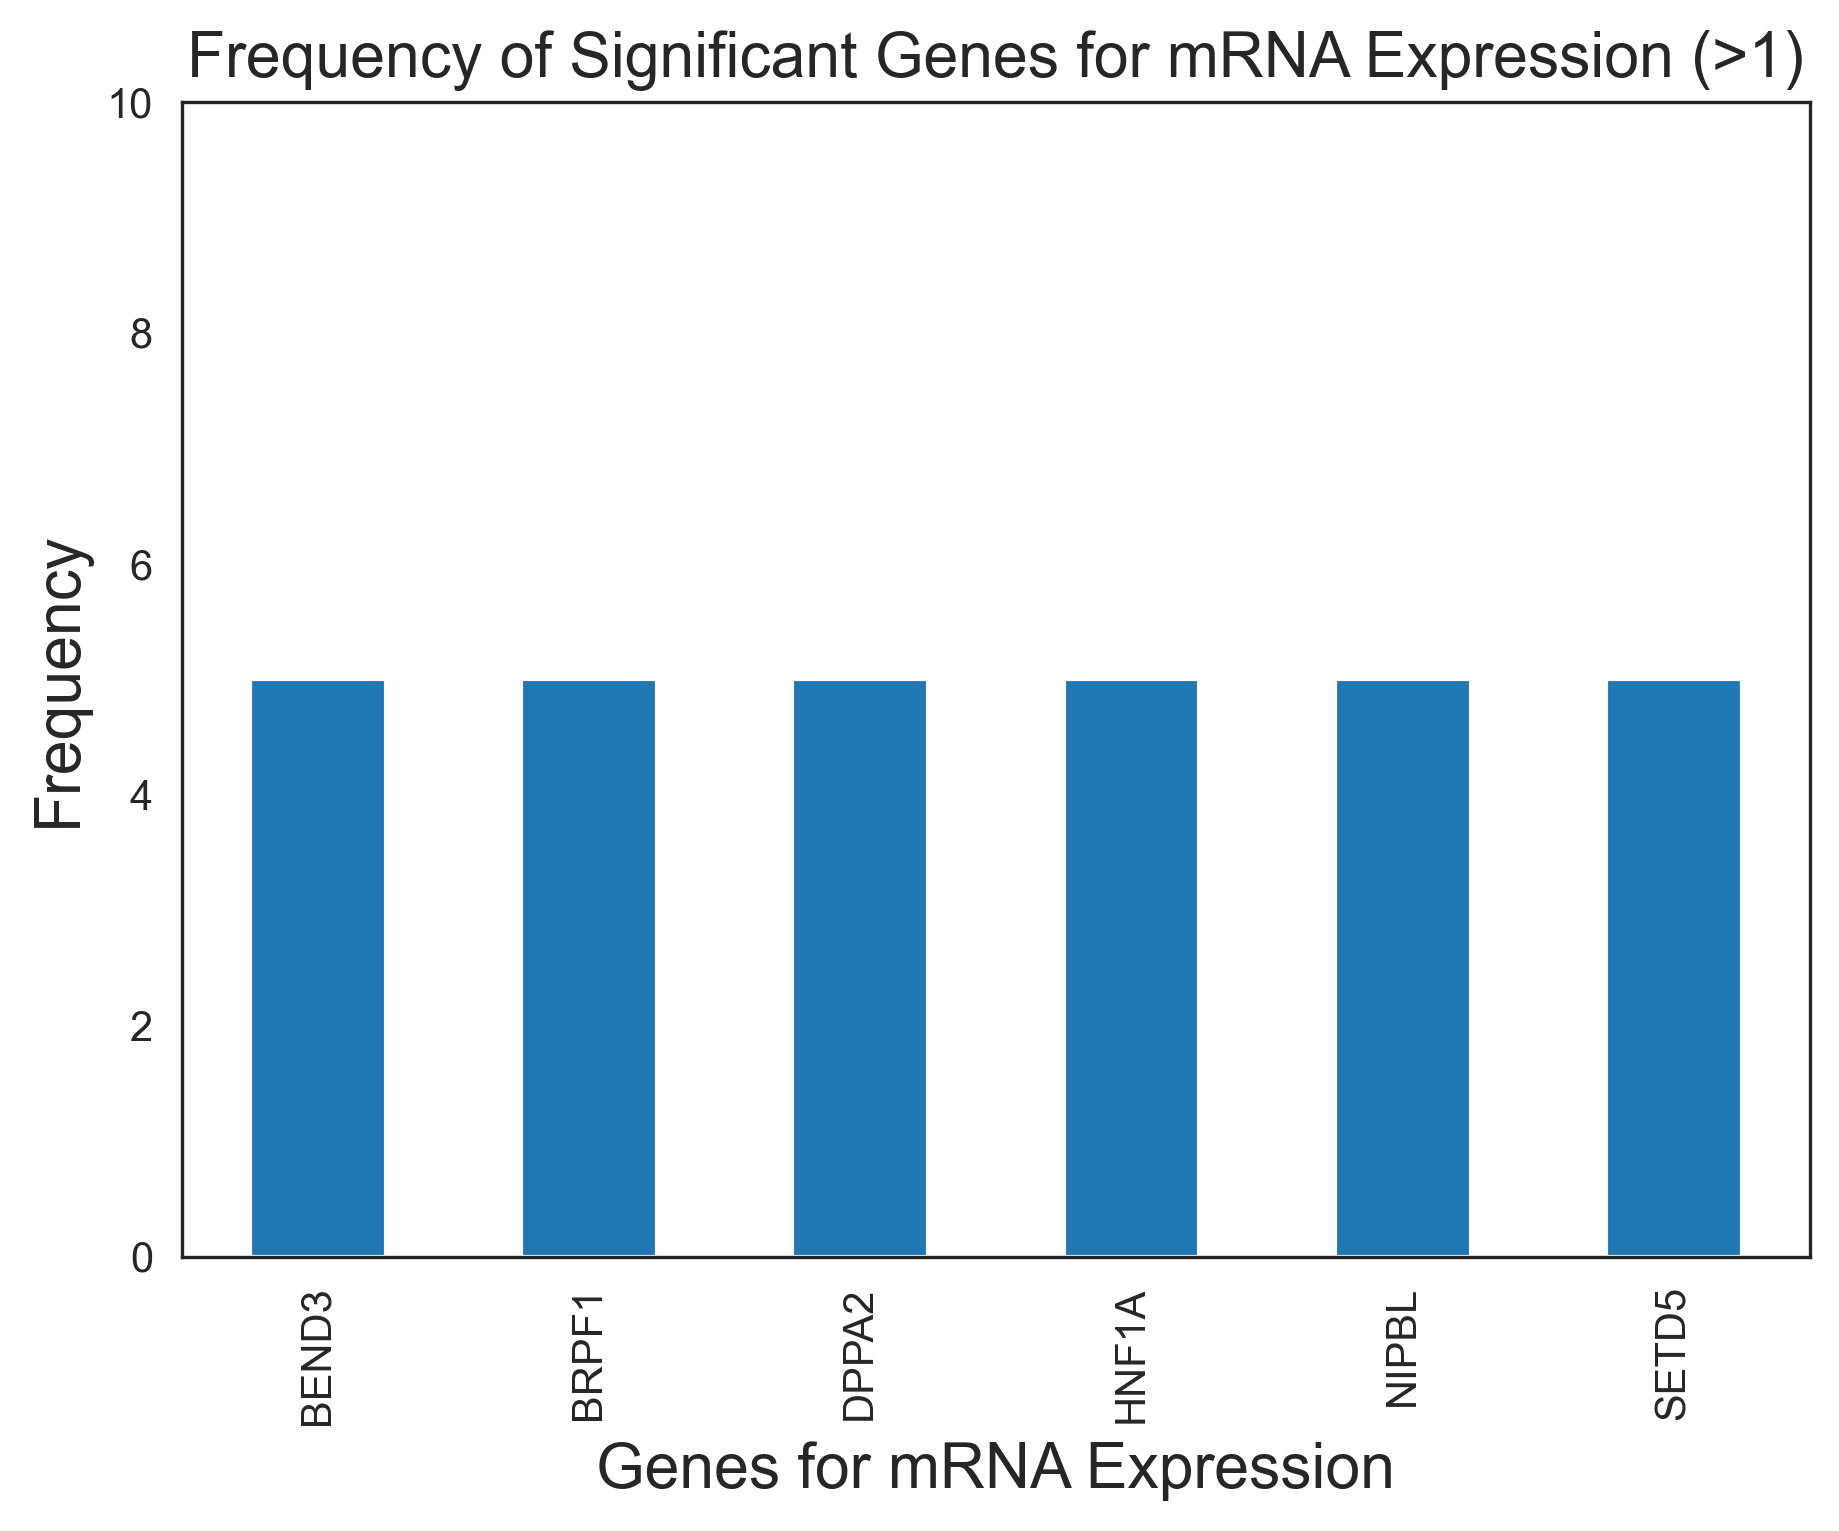 Frequency of Significant Genes for mRNA Expression (>1)
10
8
6
4
2
0
Frequency
BEND3
BRPF1
DPPA2
HNF1A
NIPBL
SETD5
Genes for mRNA Expression